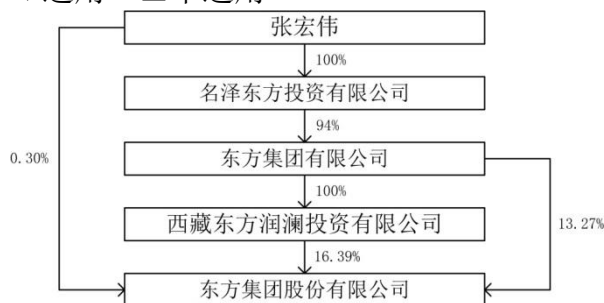 张宏伟
100%
名泽东方投资有限公司
94%
0.30%
东方集团有限公司
100%
西藏东方润澜投资有限公司
13.27%
16.39%
东方集团股份有限公司